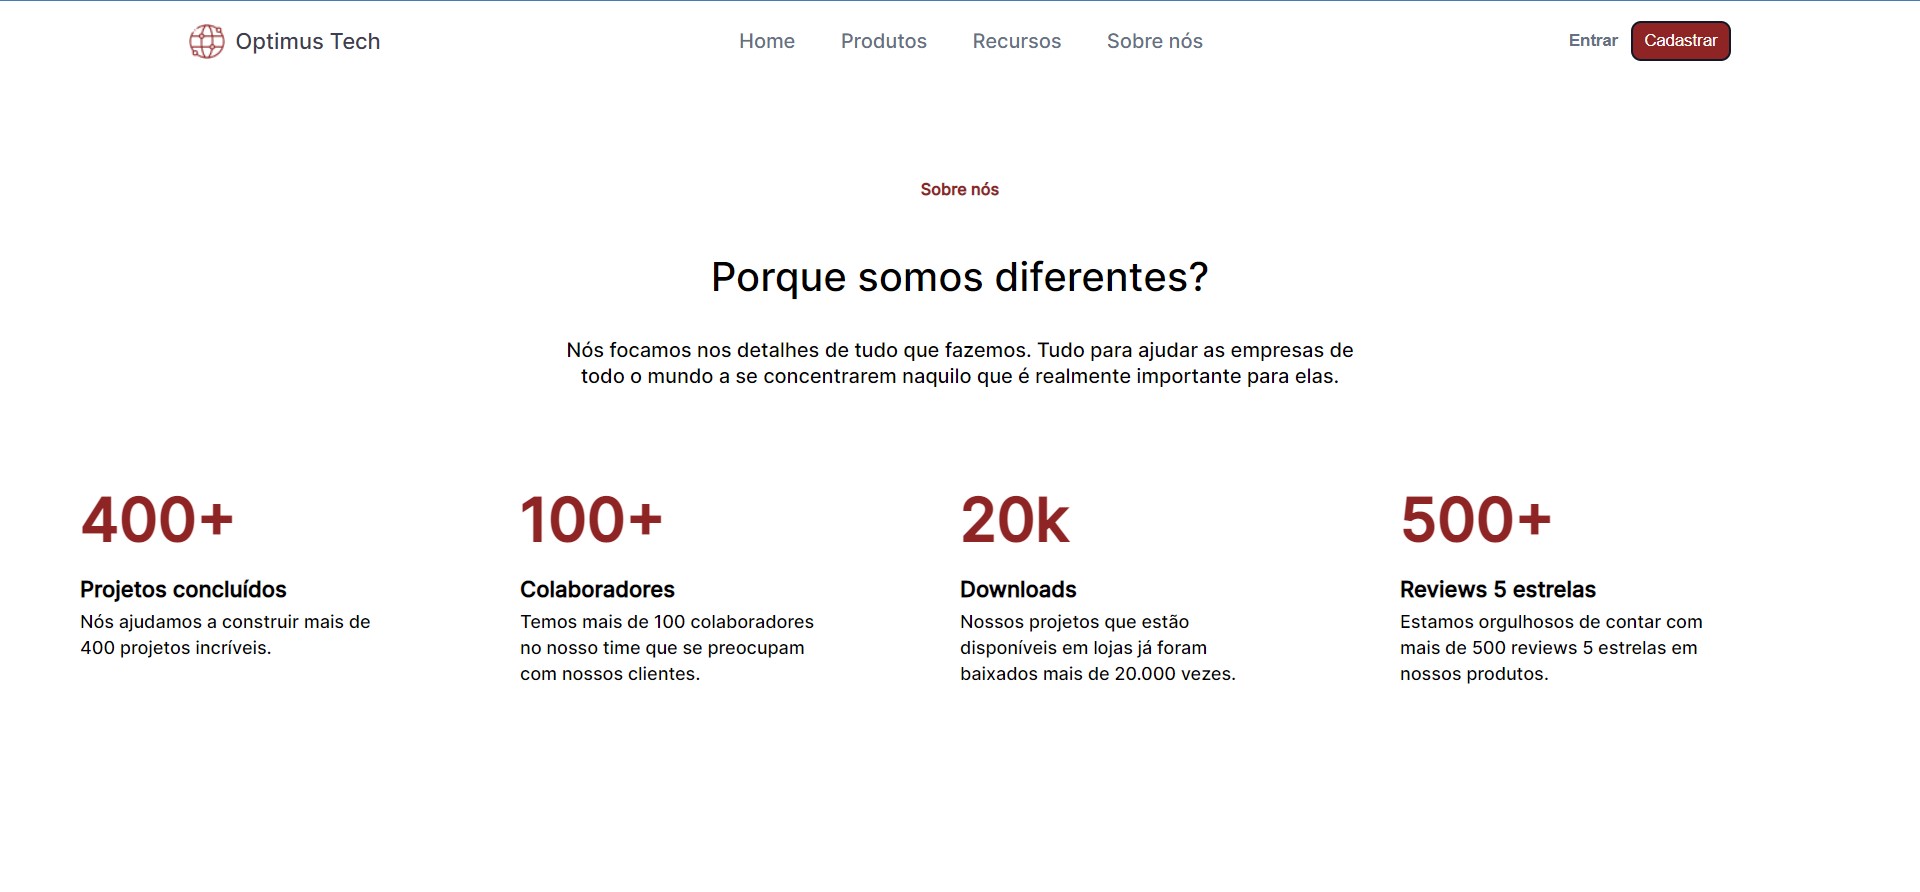 Optimus Tech
Home
Produtos
Recursos
Sobre nós
Entrar
Cadastrar
Sobre nós
Porque somos diferentes?
Nós focamos nos detalhes de tudo que fazemos. Tudo para ajudar as empresas de
todo o mundo a se concentrarem naquilo que é realmente importante para elas.
400+
Projetos concluídos
Nós ajudamos a construir mais de
400 projetos incríveis.
100+
Colaboradores
Temos mais de 100 colaboradores
no nosso time que se preocupam
com nossos clientes.
20k
Downloads
Nossos projetos que estão
disponíveis em lojas já foram
baixados mais de 20.000 vezes.
500+
Reviews 5 estrelas
Estamos orgulhosos de contar com
mais de 500 reviews 5 estrelas em
nossos produtos.